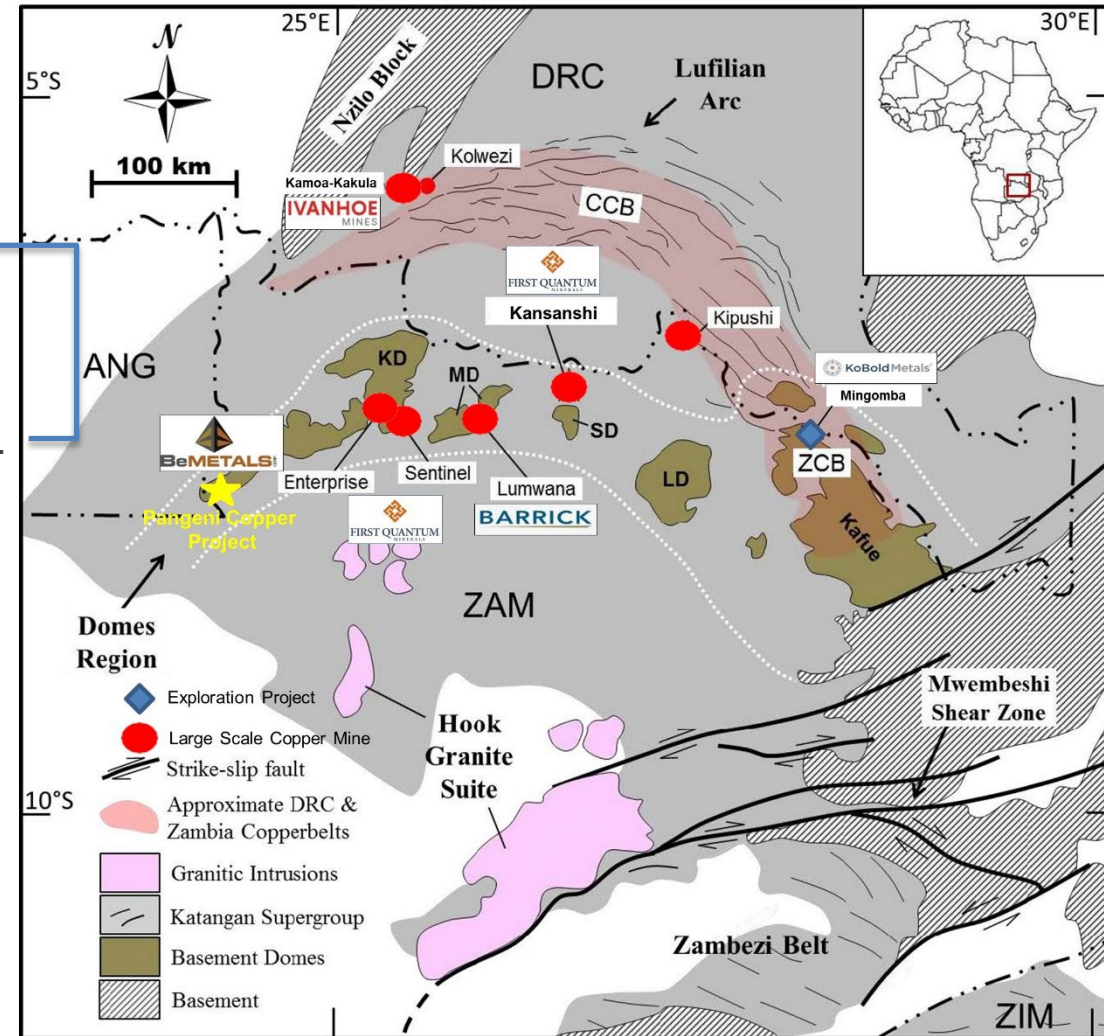 25°E
30°E
5°S
N
100 km
Nzilo Block
DRC
Lufilian
Arc
Kolwezi
Kamoa-Kakula
IVANHOE
MINES
CCB
FIRST QUANTUM
MINERALS
Kansanshi
Kipushi
KoBold Metals
Mingomba
ANG
KD
MD
SD
LD
ZCB
Kafue
BeMETALS
CORP
Pangeni Copper
Project
Enterprise
Sentinel
Lumwana
FIRST QUANTUM
MINERALS
BARRICK
ZAM
Domes
Region
Hook
Granite
Suite
Mwembeshi
Shear Zone
10°S
Exploration Project
Large Scale Copper Mine
Strike-slip fault
Approximate DRC &
Zambia Copperbelts
Granitic Intrusions
Katangan Supergroup
Basement Domes
Basement
Zambezi Belt
ZIM